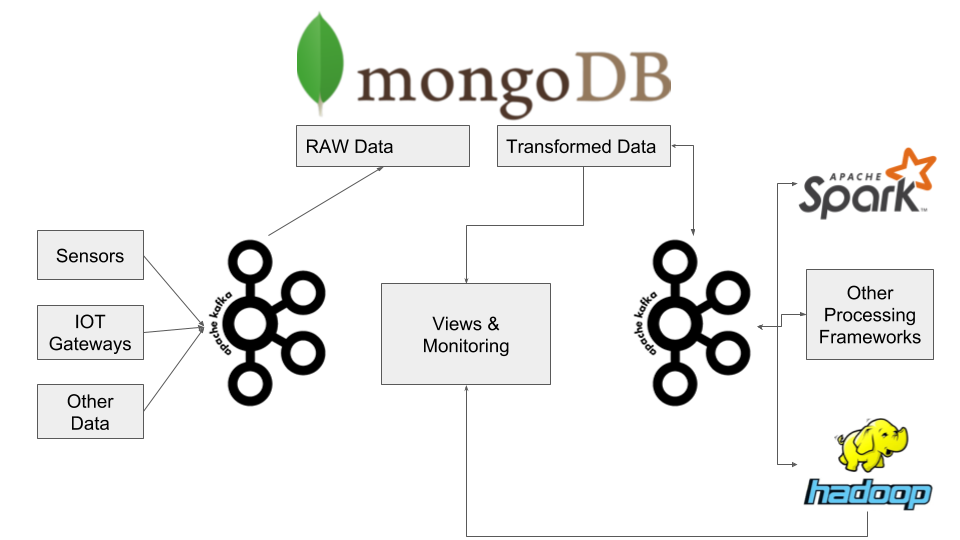 mongoDB
RAW Data
Transformed Data
APACHE
Spark™
Sensors
IOT
Gateways
Other
Data
apache kafka
Views &
Monitoring
apache kafka
Other
Processing
Frameworks
hadoop